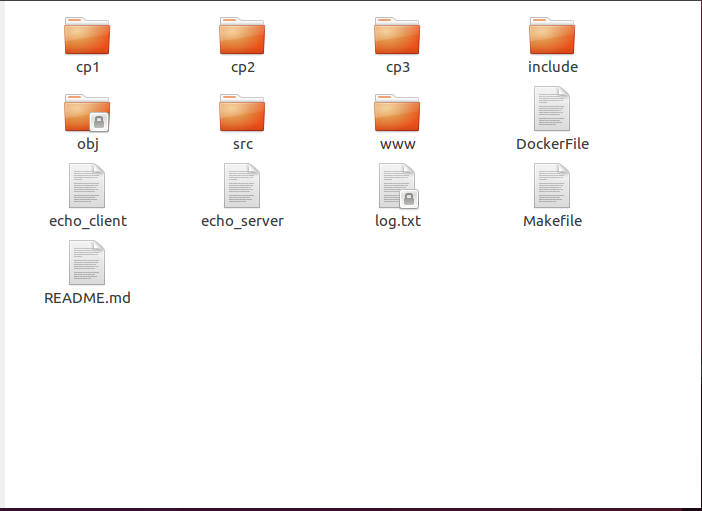 cp1
cp2
cp3
include
obj
src
www
DockerFile
echo_client
echo_server
log.txt
Makefile
README.md